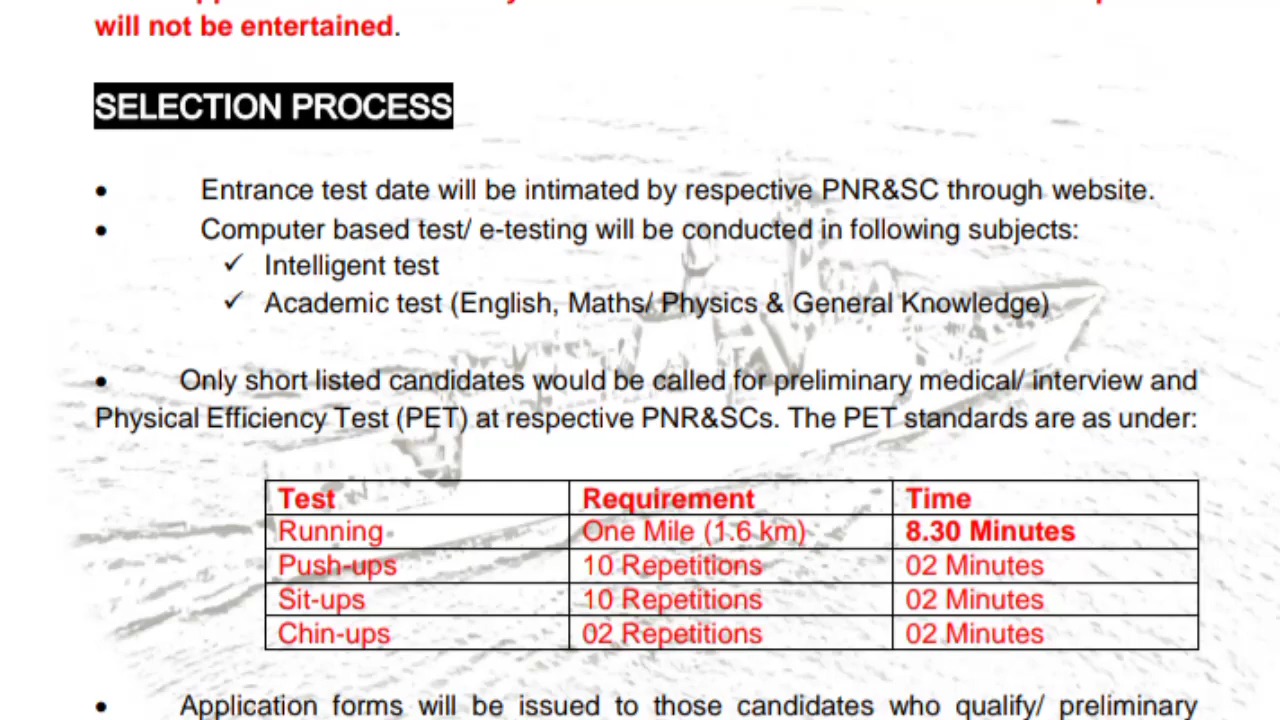 will not be entertained.
SELECTION PROCESS
• Entrance test date will be intimated by respective PNR&SC through website.
• Computer based test/ e-testing will be conducted in following subjects:
✓ Intelligent test
✓ Academic test (English, Maths/ Physics & General Knowledge)
• Only short listed candidates would be called for preliminary medical/ interview and
Physical Efficiency Test (PET) at respective PNR&SCs. The PET standards are as under:
Test Requirement Time
Running One Mile (1.6 km) 8.30 Minutes
Push-ups 10 Repetitions 02 Minutes
Sit-ups 10 Repetitions 02 Minutes
Chin-ups 02 Repetitions 02 Minutes
• Application forms will be issued to those candidates who qualify/ preliminary